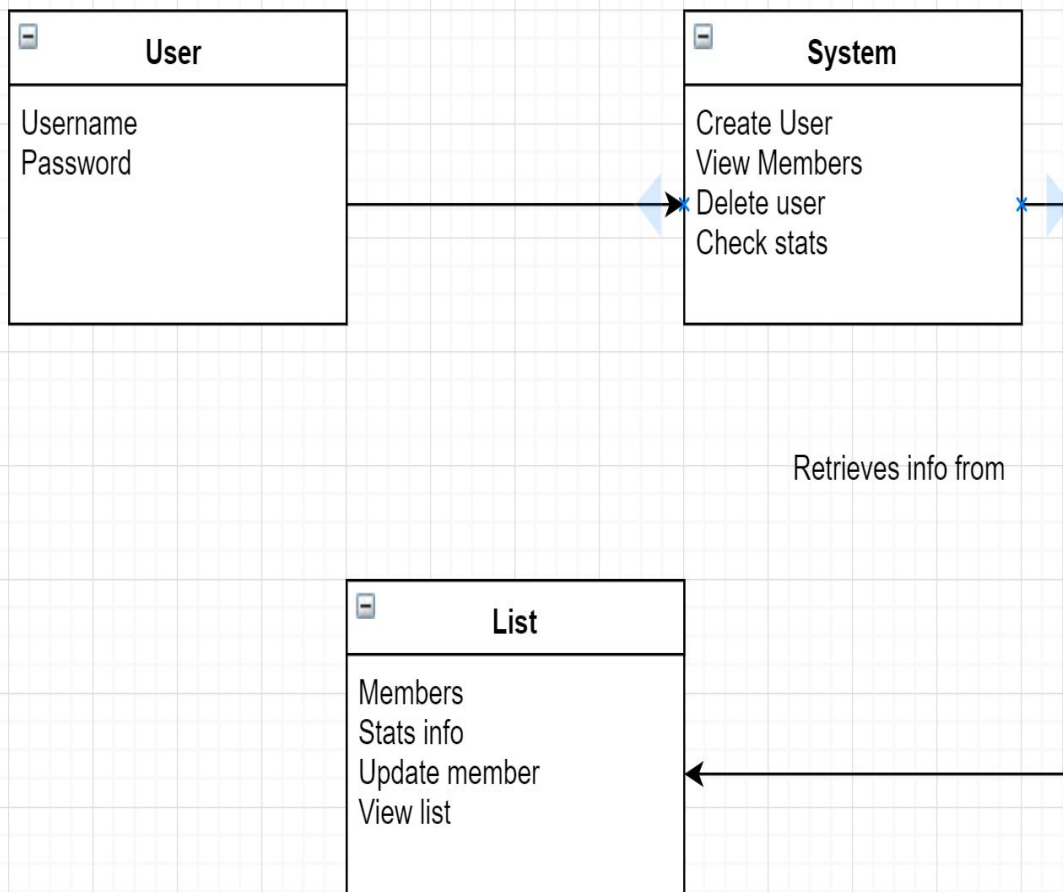 User
Username
Password
System
Create User
View Members
Delete user
Check stats
Retrieves info from
List
Members
Stats info
Update member
View list